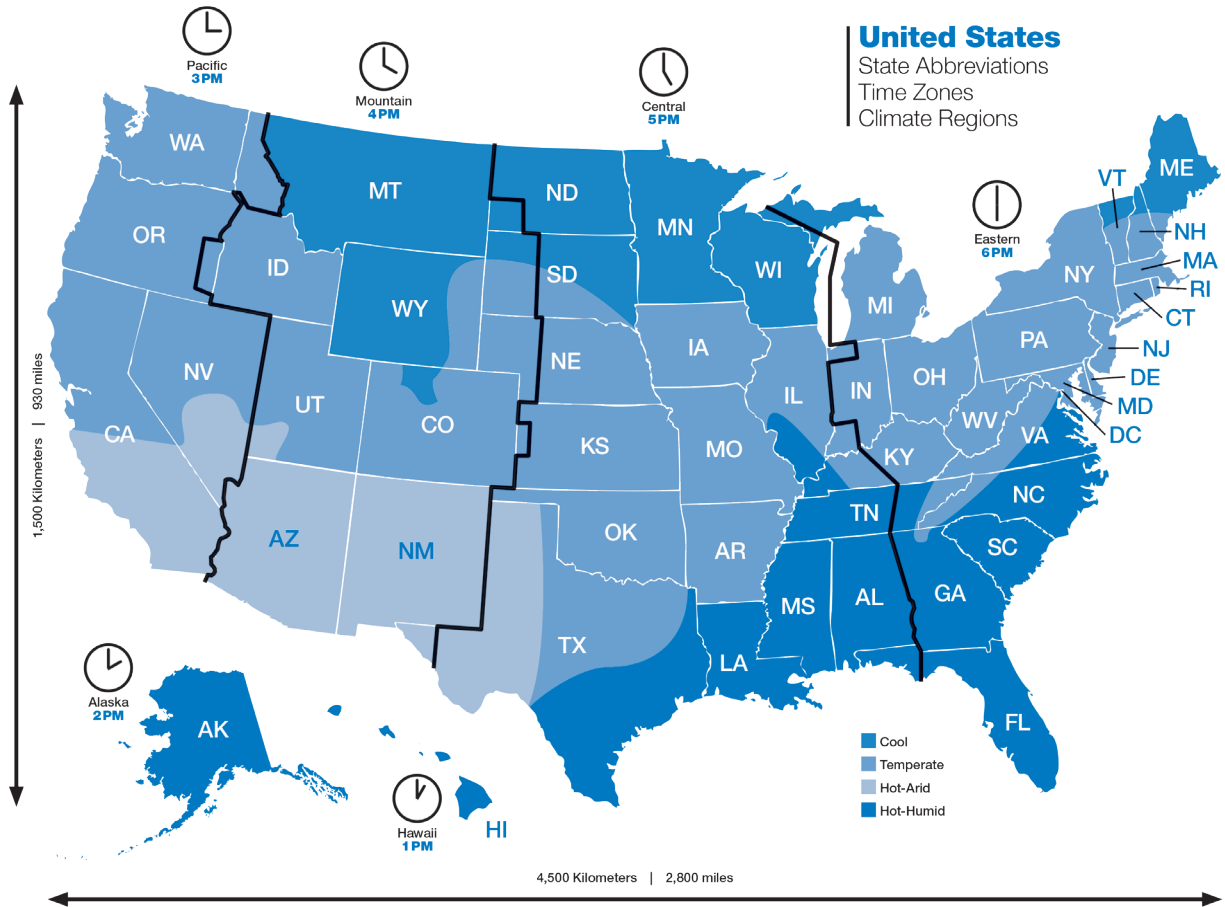 United States
State Abbreviations
Time Zones
Climate Regions
Pacific
3PM
Mountain
4PM
Central
5PM
Eastern
6PM
WA
MT
ND
MN
ME
VT
OR
ID
SD
WI
MI
NY
NH
MA
RI
CT
WY
NE
IA
PA
NJ
NV
UT
CO
IL
IN
OH
DE
MD
DC
CA
KS
MO
KY
WV
VA
AZ
NM
OK
AR
TN
NC
SC
TX
LA
MS
AL
GA
FL
Alaska
2PM
AK
Hawaii
1PM
HI
Cool
Temperate
Hot-Arid
Hot-Humid
1,500 Kilometers | 930 miles
4,500 Kilometers | 2,800 miles